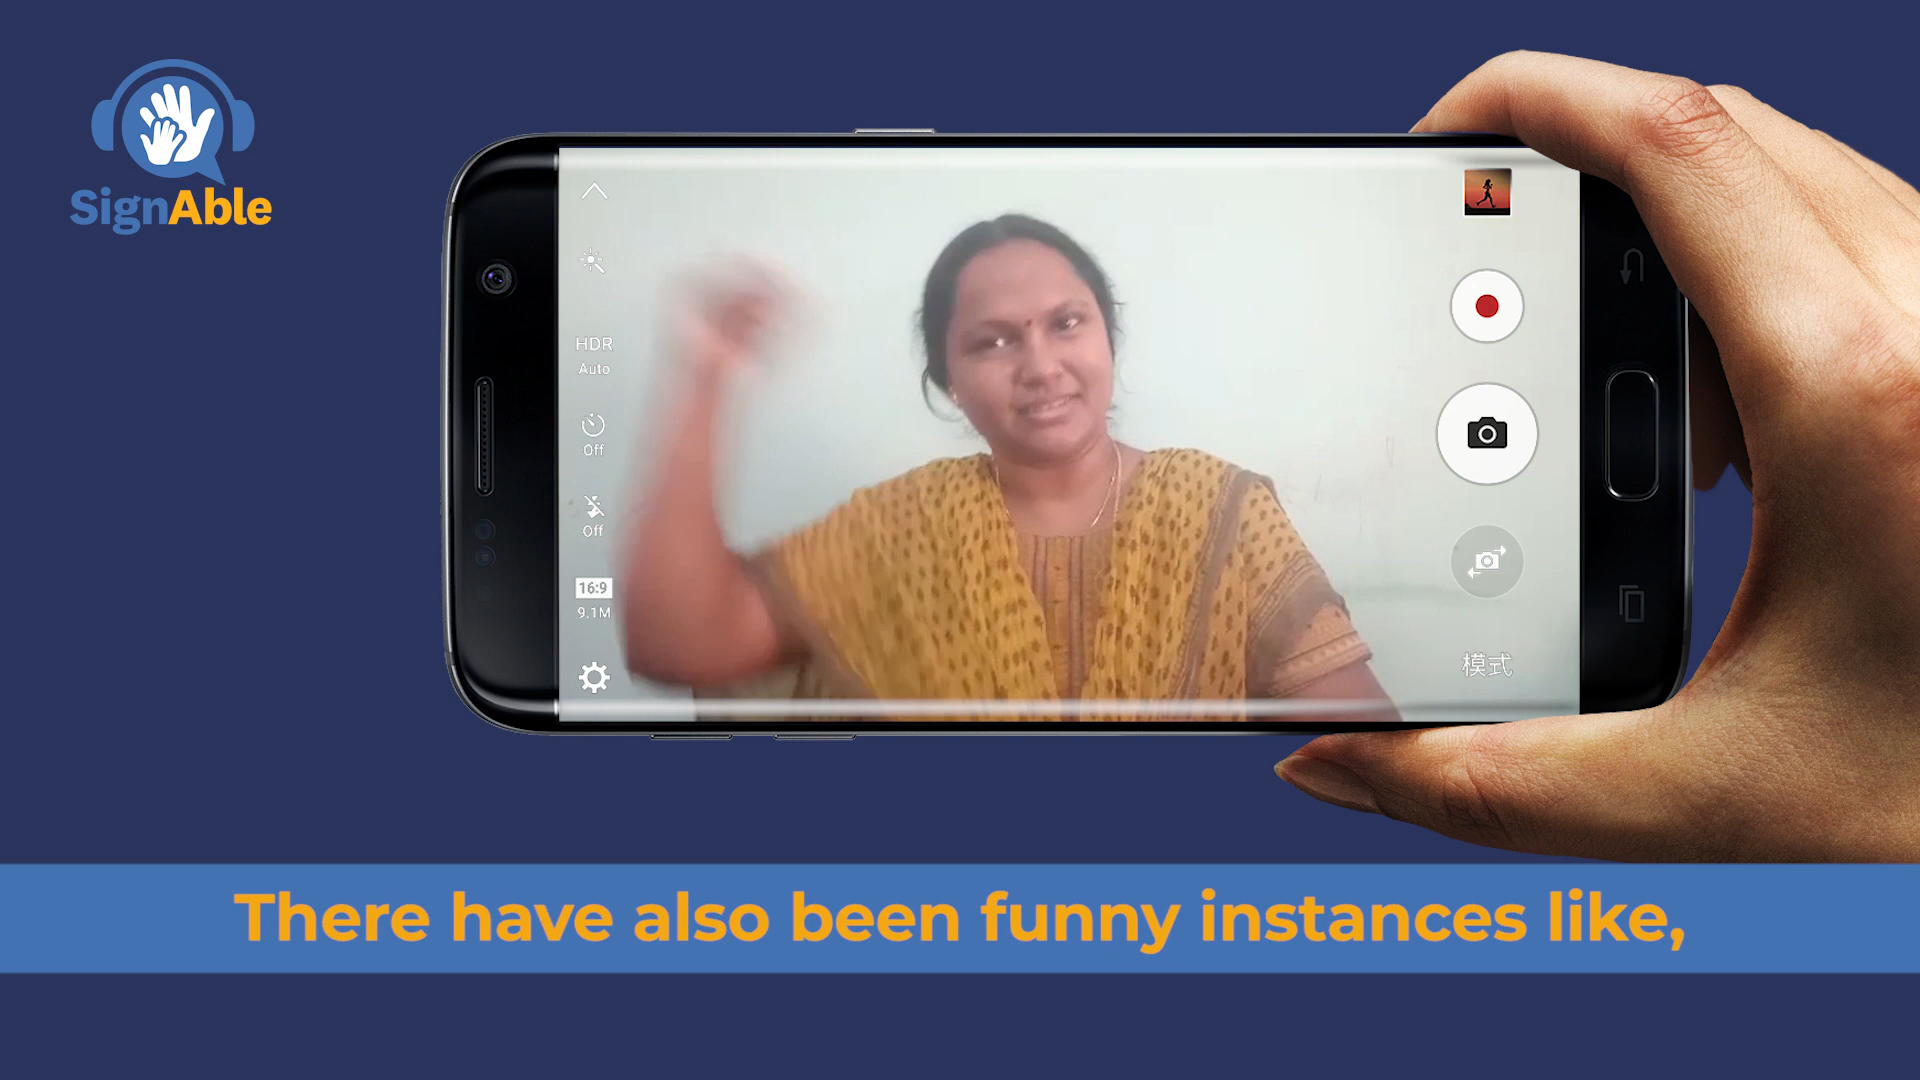 SignAble
HDR
Auto
Off
Off
16:9
9.1M
模式
There have also been funny instances like,